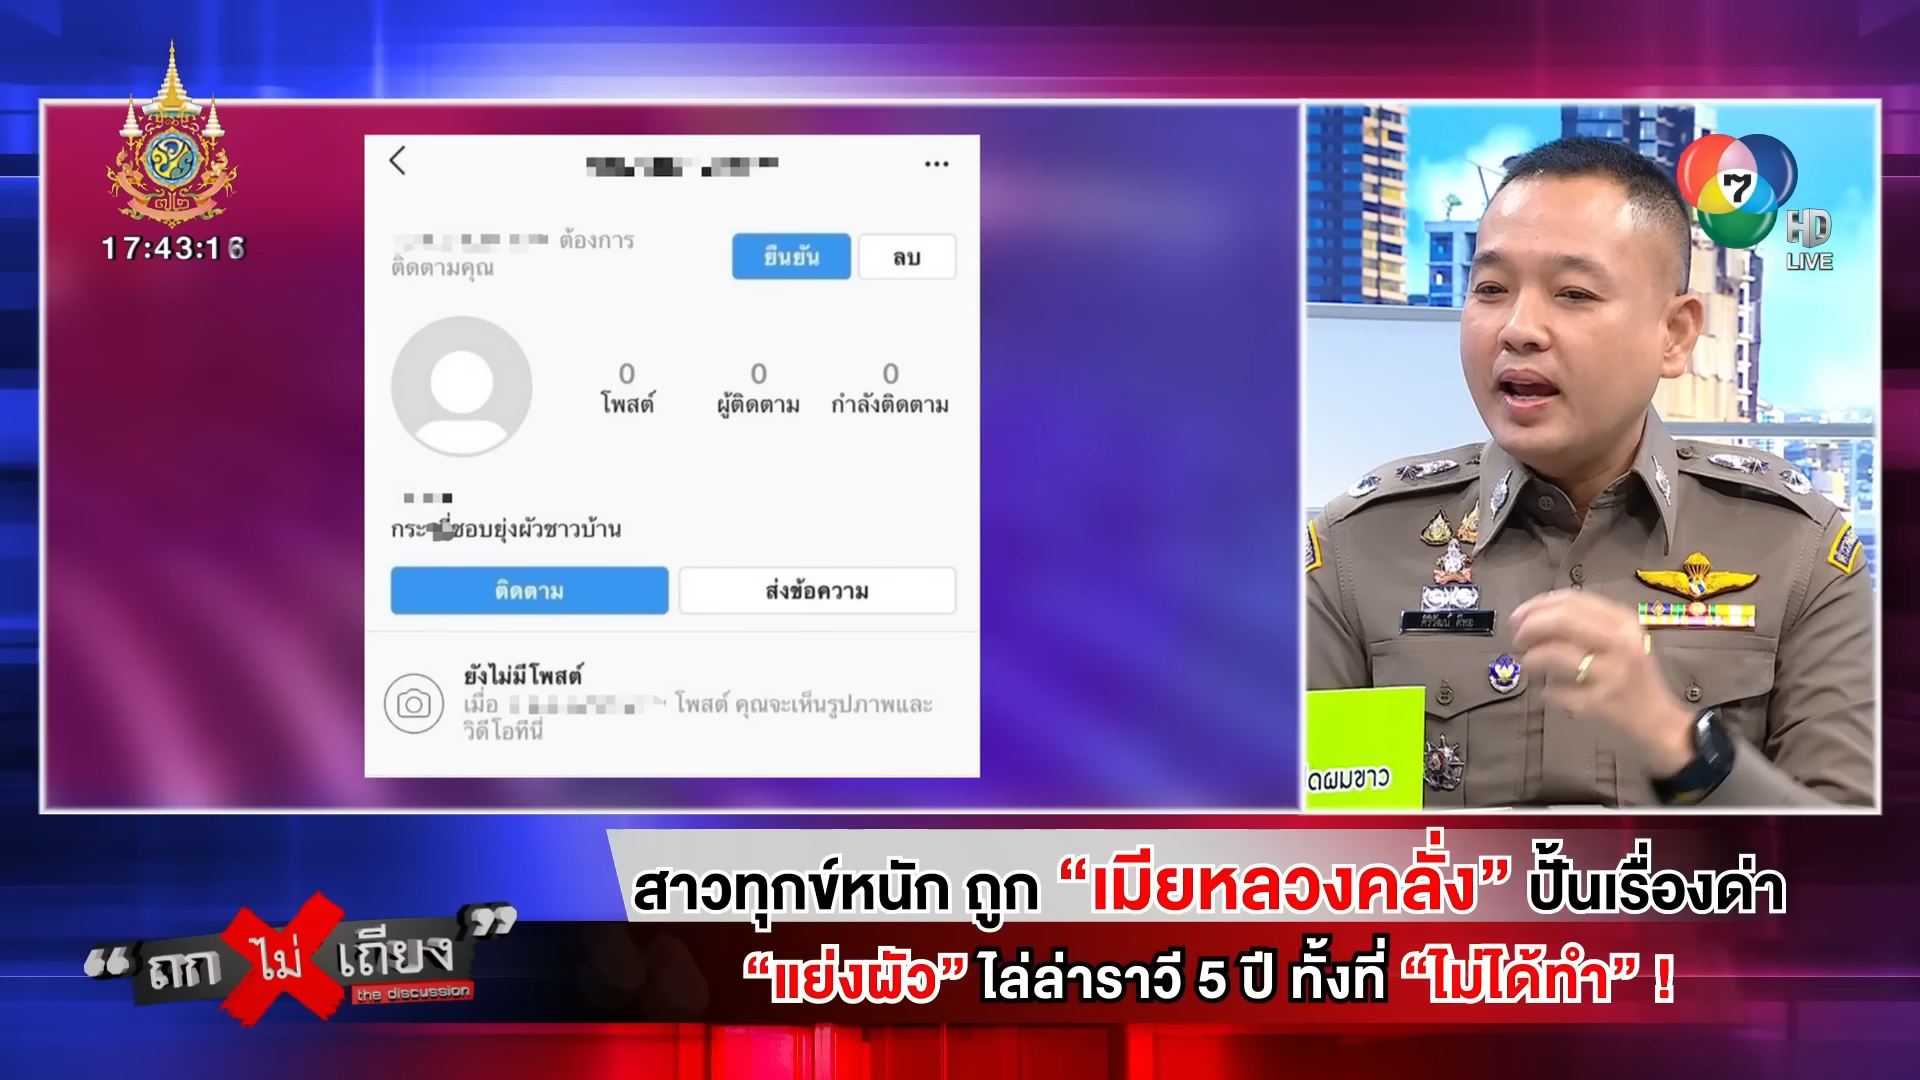 17:43:16
ต้องการ
ติดตามคุณ
ยืนยัน
ลบ
0
โพสต์
0
ผู้ติดตาม
0
กำลังติดตาม
กระ
ชอบยุ่งผัวชาวบ้าน
ติดตาม
ส่งข้อความ
ยังไม่มีโพสต์
เมื่อ
โพสต์ คุณจะเห็นรูปภาพและ
วิดีโอที่นี่
7
HD
LIVE
ผมขาว
“ถกไม่เถียง”
the discussion
สาวทุกข์หนัก ถูก “เมียหลวงคลั่ง” ปั้นเรื่องด่า
“แย่งผัว” ไล่ล่าราวี 5 ปี ทั้งที่ “ไม่ได้ทำ” !